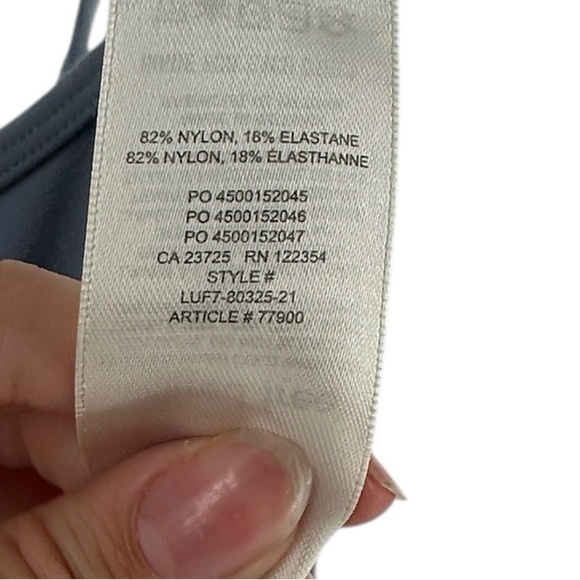 82% NYLON, 18% ELASTANE
82% NYLON, 18% ÉLASTHANNE
PO 4500152045
PO 4500152046
PO 4500152047
CA 23725 RN 122354
STYLE #
LUF7-80325-21
ARTICLE # 77900